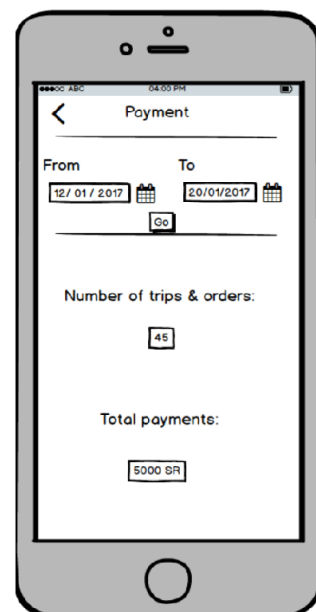 ●●●○○ ABC 04:00 PM
Payment
From To
12/ 01 / 2017 20/01/2017
Go
Number of trips & orders:
45
Total payments:
5000 SR